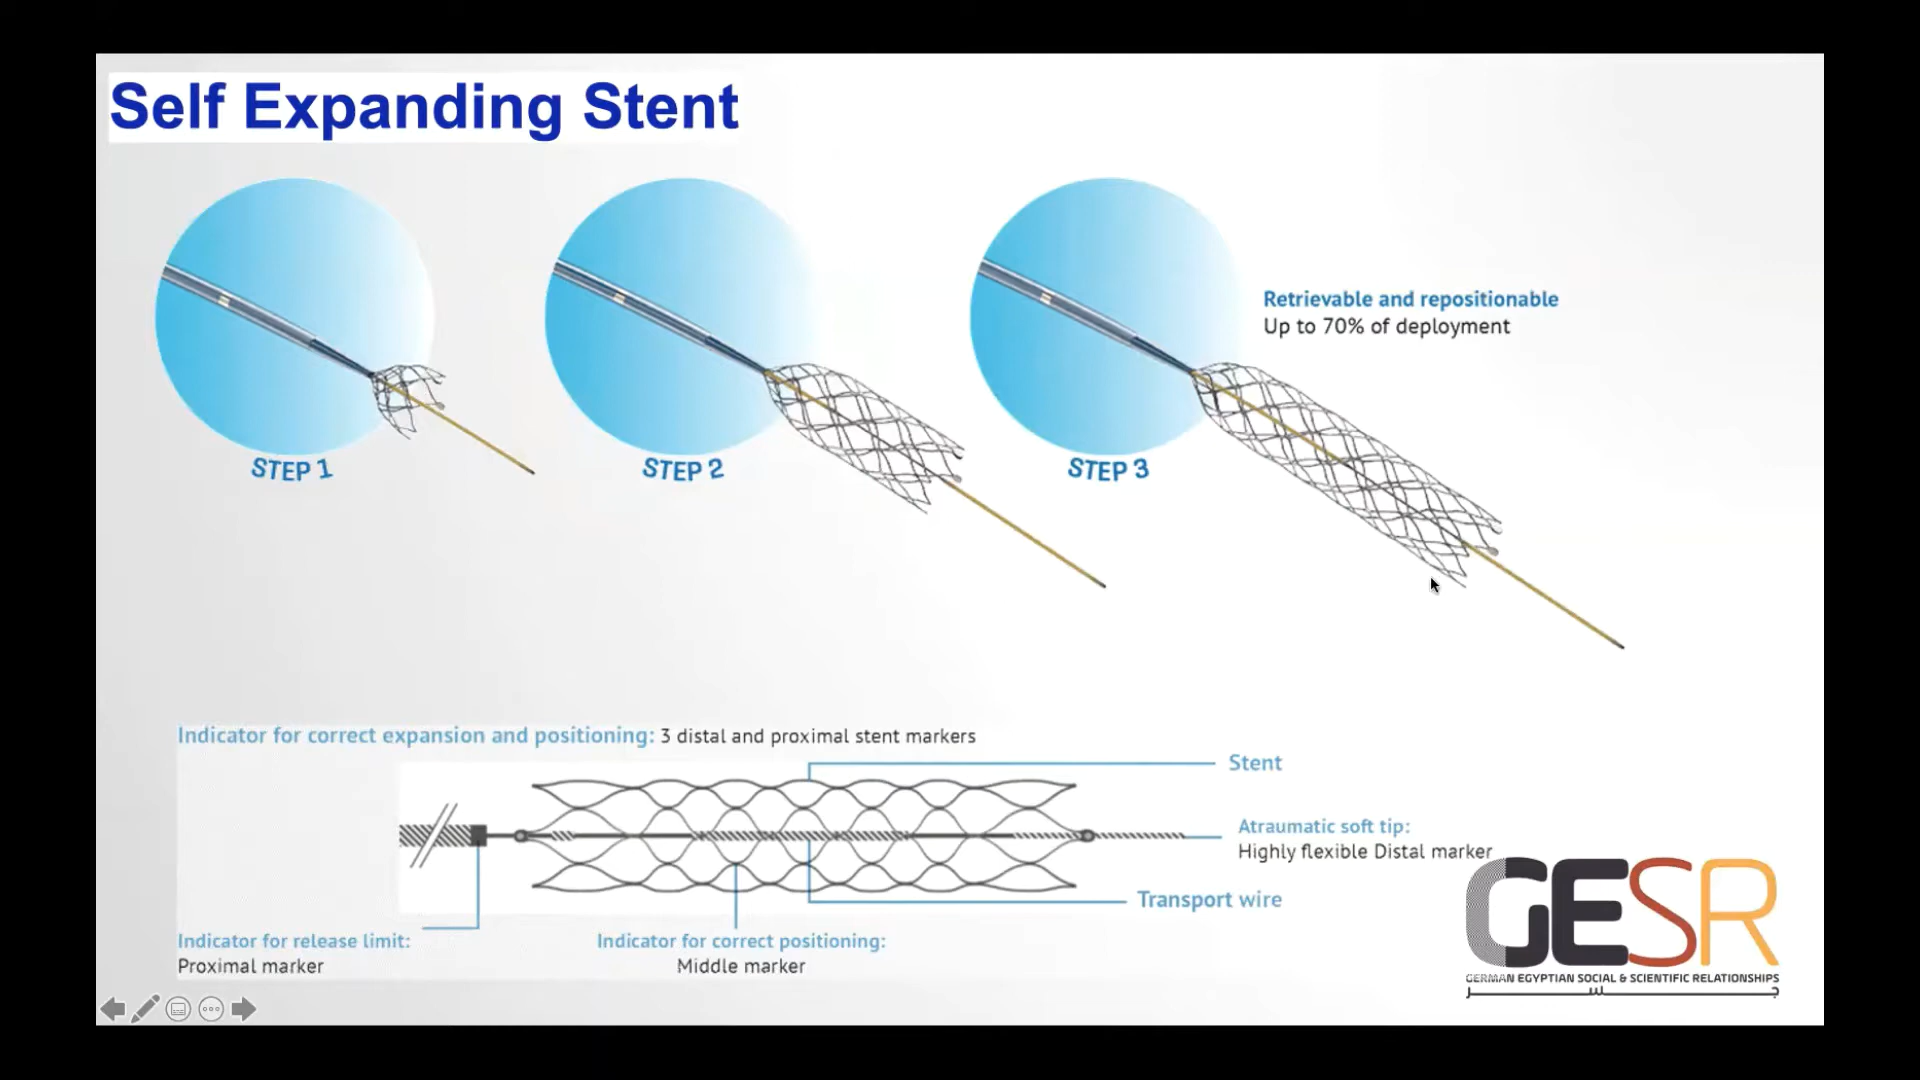 Self Expanding Stent
Retrievable and repositionable
Up to 70% of deployment
STEP 1
STEP 2
STEP 3
Indicator for correct expansion and positioning: 3 distal and proximal stent markers
Stent
Atraumatic soft tip:
Highly flexible Distal marker
Transport wire
Indicator for release limit:
Proximal marker
Indicator for correct positioning:
Middle marker
GESR
GERMAN EGYPTIAN SOCIAL & SCIENTIFIC RELATIONSHIPS
جسر